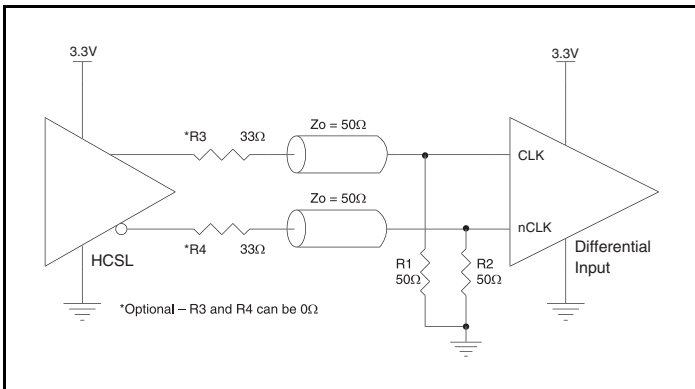 3.3V
3.3V
*R3 33Ω
Zo = 50Ω
CLK
Zo = 50Ω
*R4 33Ω
nCLK
HCSL
R1
50Ω
R2
50Ω
Differential
Input
*Optional – R3 and R4 can be 0Ω